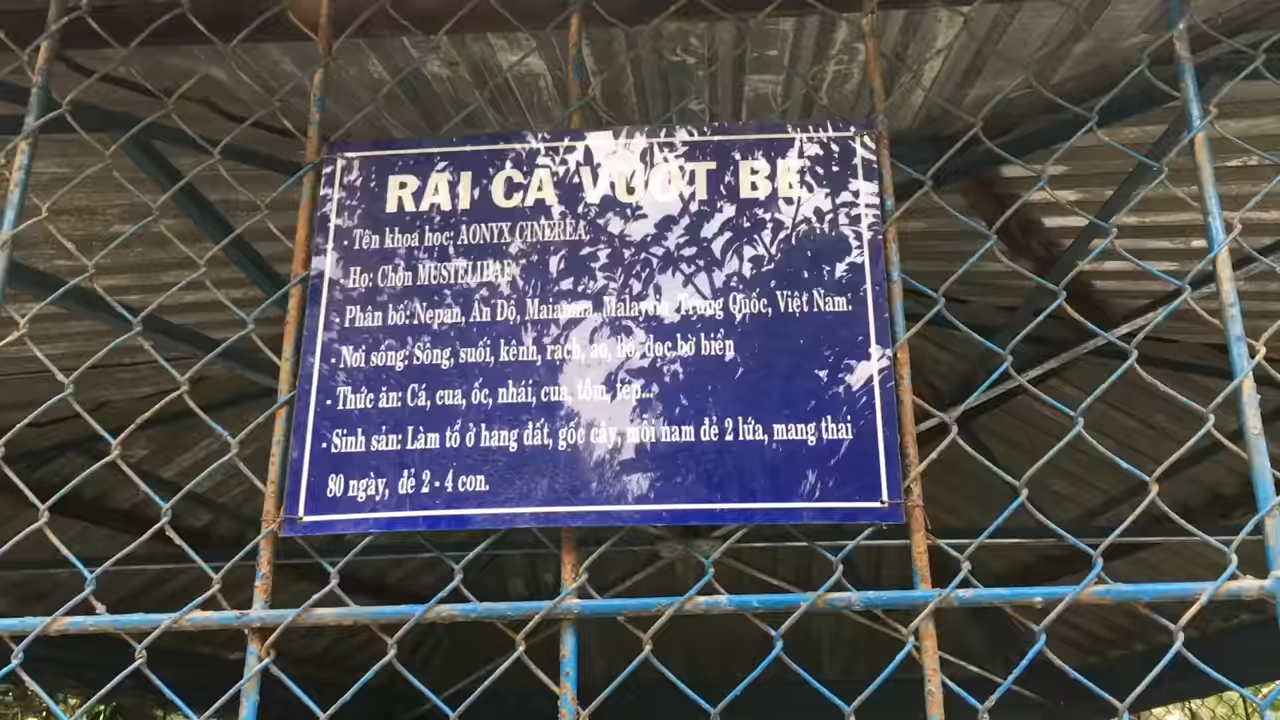 RÁI CÁ VUỐT BÉ
- Tên khoa học: AONYX CINEREA.
- Họ: Chồn MUSTELIDAE
- Phân bố: Nepan, Ấn Độ, Maianma, Malaysia, Trung Quốc, Việt Nam.
- Nơi sống: Sông, suối, kênh, rạch, ao, hồ, dọc bờ biển
- Thức ăn: Cá, cua, ốc, nhái, cua, tôm, tép...
- Sinh sản: Làm tổ ở hang đất, gốc cây, mỗi nam đẻ 2 lứa, mang thai
80 ngày, đẻ 2 - 4 con.